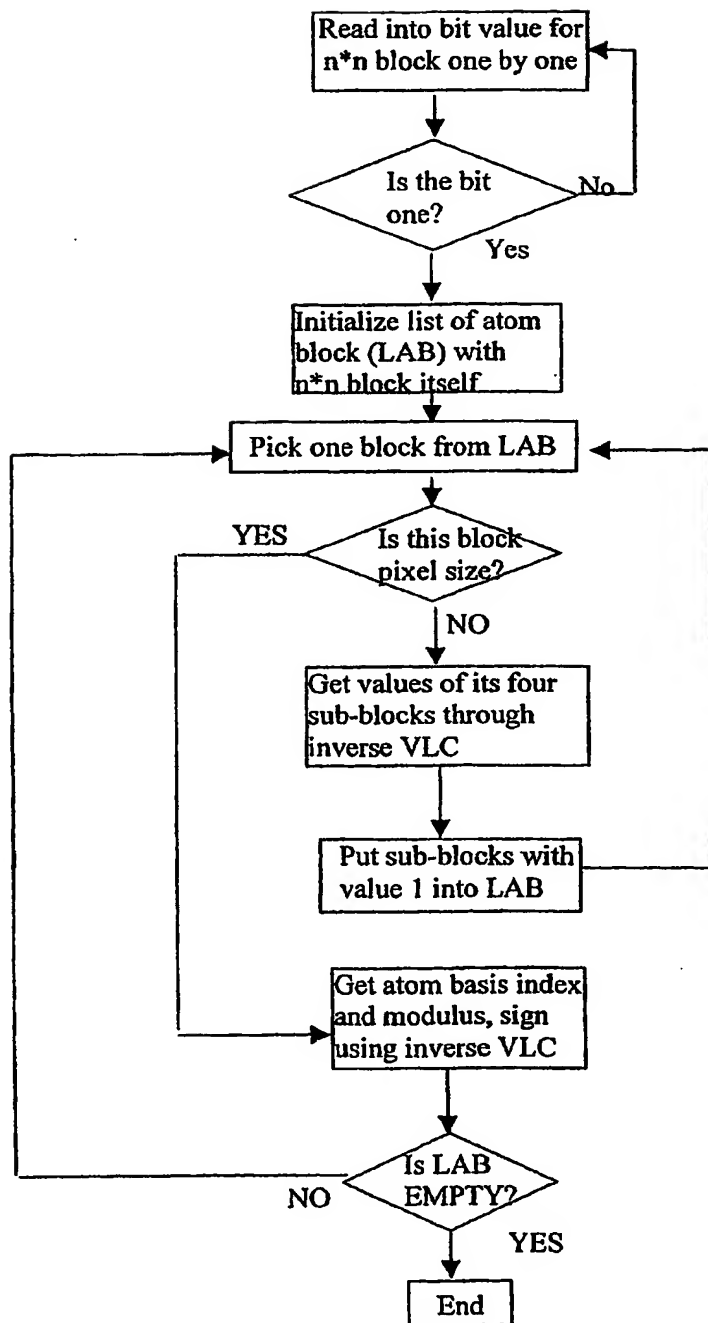 Read into bit value for
n*n block one by one
Is the bit
one?
No
Yes
Initialize list of atom
block (LAB) with
n*n block itself
Pick one block from LAB
YES
Is this block
pixel size?
NO
Get values of its four
sub-blocks through
inverse VLC
Put sub-blocks with
value 1 into LAB
Get atom basis index
and modulus, sign
using inverse VLC
Is LAB
EMPTY?
NO
YES
End